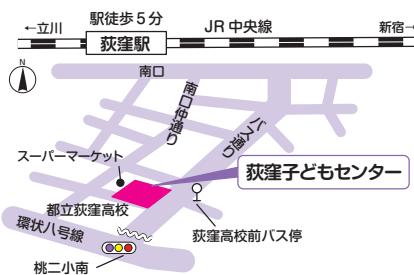 駅徒歩5分
←立川
荻窪駅
JR中央線
新宿→
N
南口
南口仲通り
バス通り
スーパーマーケット
荻窪子どもセンター
都立荻窪高校
環状八号線
荻窪高校前バス停
桃二小南